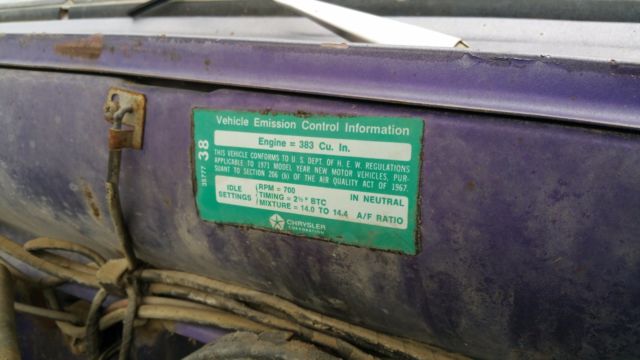 Vehicle Emission Control Information
Engine = 383 Cu. In.
THIS VEHICLE CONFORMS TO U. S. DEPT. OF H. E. W. REGULATIONS
APPLICABLE TO 1971 MODEL YEAR NEW MOTOR VEHICLES, PUR-
SUANT TO SECTION 206 (b) OF THE AIR QUALITY ACT OF 1967.
IDLE SETTINGS
RPM = 700 IN NEUTRAL
TIMING = 2½° BTC
MIXTURE = 14.0 TO 14.4 A/F RATIO
CHRYSLER
CORPORATION
38777 38